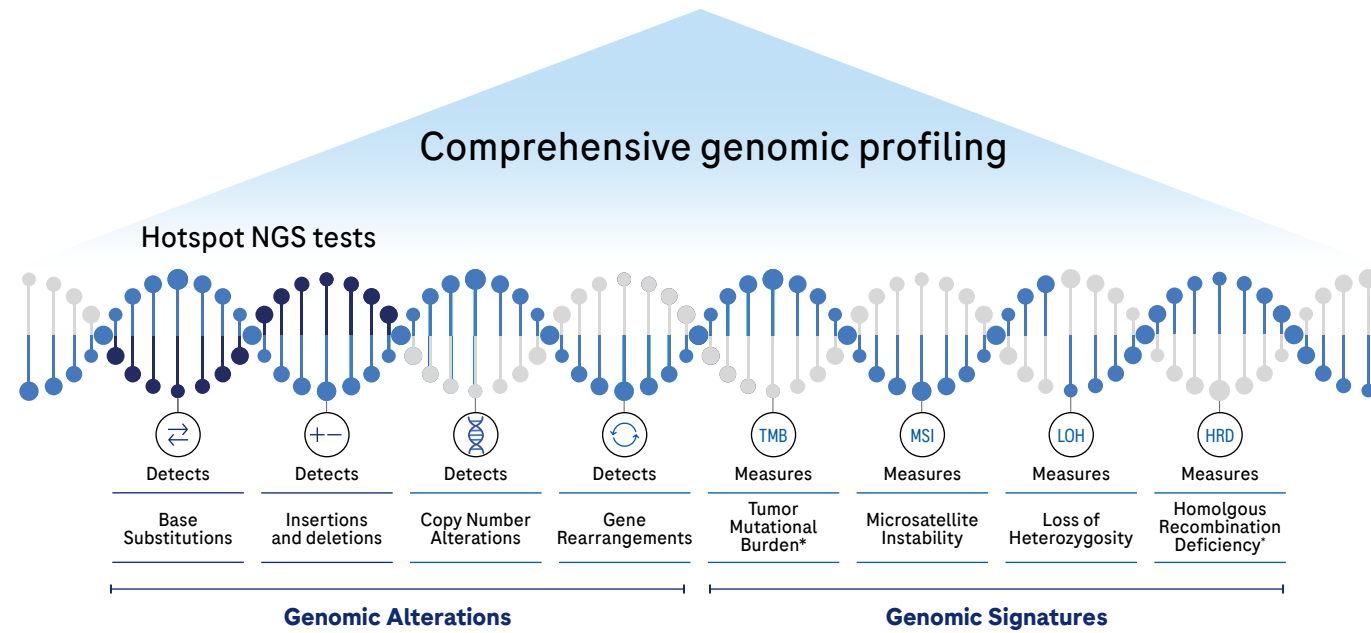 Comprehensive genomic profiling
Hotspot NGS tests
TMB
MSI
LOH
HRD
Detects
Detects
Detects
Detects
Measures
Measures
Measures
Measures
Base
Substitutions
Insertions
and deletions
Copy Number
Alterations
Gene
Rearrangements
Tumor
Mutational
Burden*
Microsatellite
Instability
Loss of
Heterozygosity
Homolgous
Recombination
Deficiency*
Genomic Alterations
Genomic Signatures